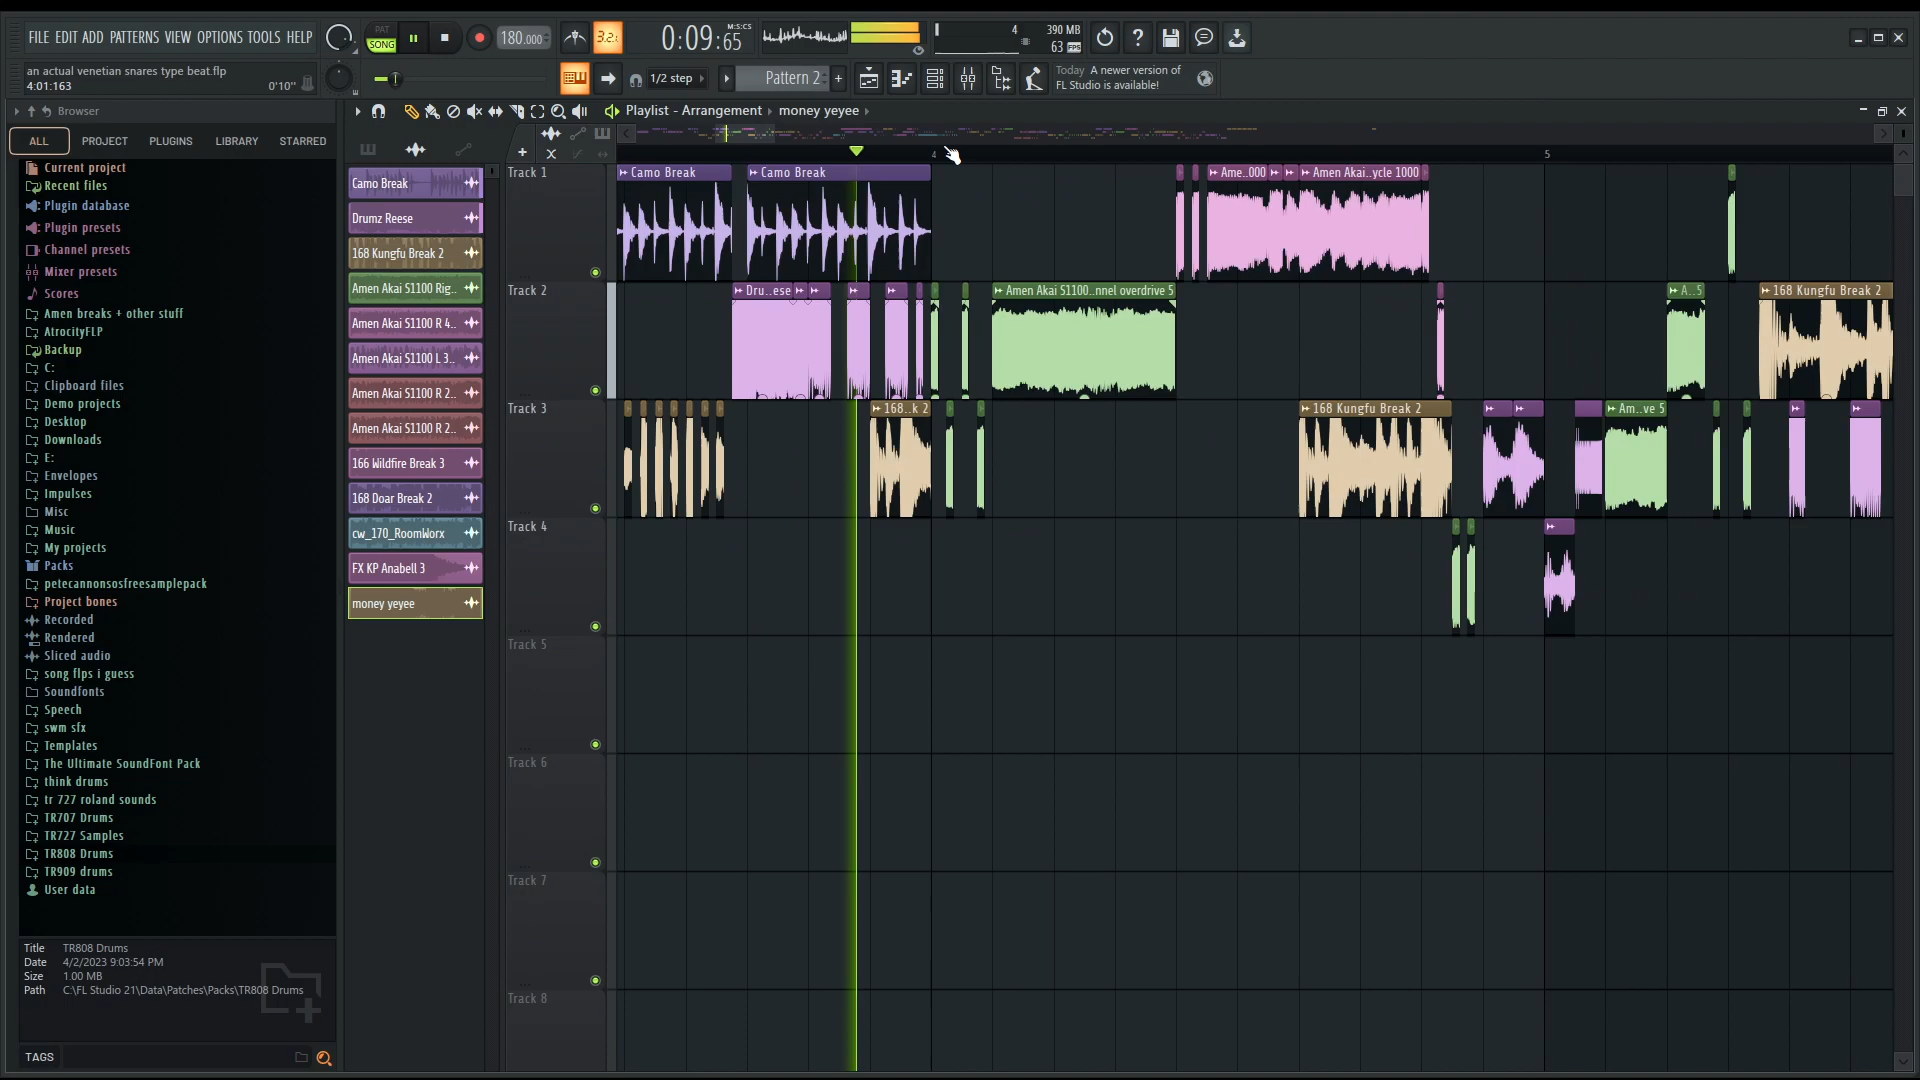 FILE EDIT ADD PATTERNS VIEW OPTIONS TOOLS HELP
PAT
SONG
180.000
3.2.
0:09:65
M:S:CS
4
390 MB
63 FPS
an actual venetian snares type beat.flp
4:01:163
0'10"
1/2 step
Pattern 2
Today A newer version of
FL Studio is available!
Browser
Playlist - Arrangement
money yeyee
ALL
PROJECT
PLUGINS
LIBRARY
STARRED
Current project
Recent files
Plugin database
Plugin presets
Channel presets
Mixer presets
Scores
Amen breaks + other stuff
AtrocityFLP
Backup
C:
Clipboard files
Demo projects
Desktop
Downloads
E:
Envelopes
Impulses
Misc
Music
My projects
Packs
petecannonsosfreesamplepack
Project bones
Recorded
Rendered
Sliced audio
song flps i guess
Soundfonts
Speech
swm sfx
Templates
The Ultimate SoundFont Pack
think drums
tr 727 roland sounds
TR707 Drums
TR727 Samples
TR808 Drums
TR909 drums
User data
Title TR808 Drums
Date 4/2/2023 9:03:54 PM
Size 1.00 MB
Path C:\FL Studio 21\Data\Patches\Packs\TR808 Drums
TAGS
Camo Break
Drumz Reese
168 Kungfu Break 2
Amen Akai S1100 Rig..
Amen Akai S1100 R 4..
Amen Akai S1100 L 3..
Amen Akai S1100 R 2..
Amen Akai S1100 R 2..
166 Wildfire Break 3
168 Doar Break 2
cw_170_RoomWorx
FX KP Anabell 3
money yeyee
4
5
Track 1
Camo Break
Camo Break
Ame..000
Amen Akai..ycle 1000
Track 2
Dru..ese
Amen Akai S1100..nnel overdrive 5
A..5
168 Kungfu Break 2
Track 3
168..k 2
168 Kungfu Break 2
Am..ve 5
Track 4
Track 5
Track 6
Track 7
Track 8